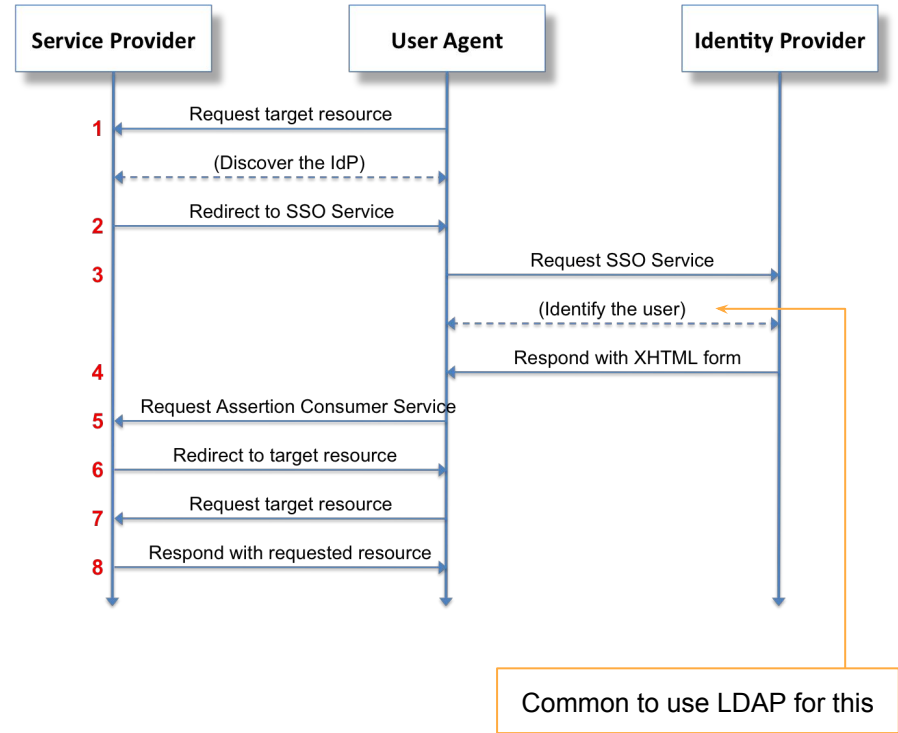 Service Provider
User Agent
Identity Provider
Request target resource
1
(Discover the IdP)
Redirect to SSO Service
2
Request SSO Service
3
(Identify the user)
Respond with XHTML form
4
Request Assertion Consumer Service
5
Redirect to target resource
6
Request target resource
7
Respond with requested resource
8
Common to use LDAP for this